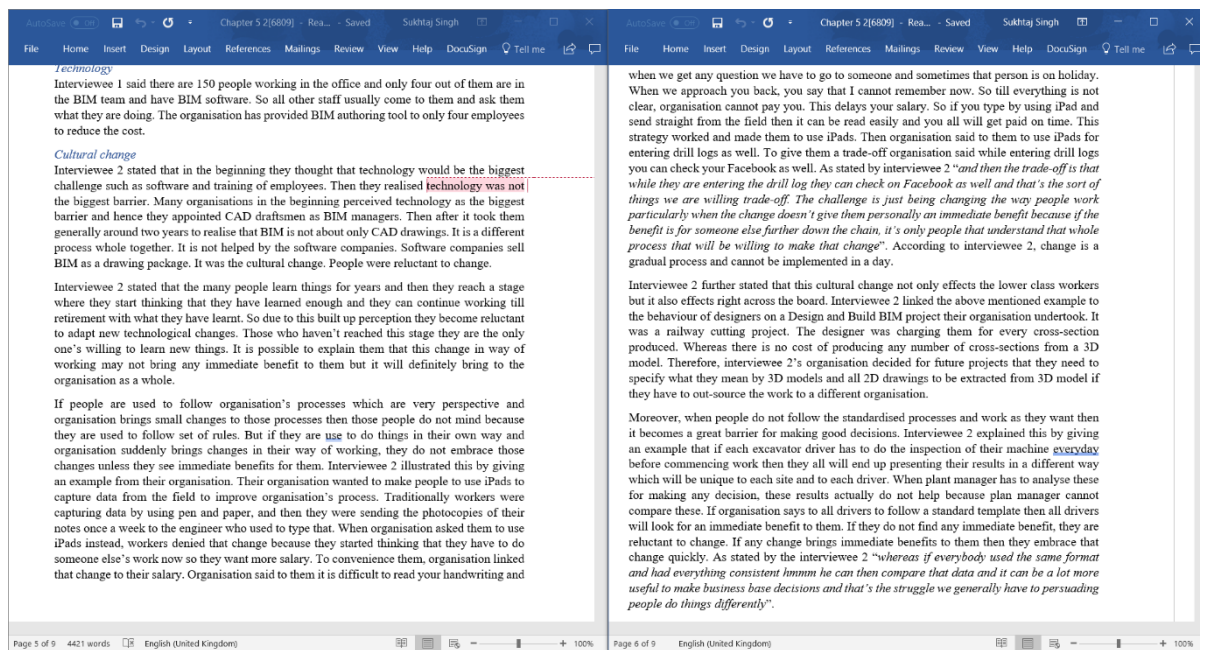 AutoSave Off Chapter 5 2[6809] - Rea... - Saved Sukhtaj Singh
File Home Insert Design Layout References Mailings Review View Help DocuSign Tell me
Technology
Interviewee 1 said there are 150 people working in the office and only four out of them are in
the BIM team and have BIM software. So all other staff usually come to them and ask them
what they are doing. The organisation has provided BIM authoring tool to only four employees
to reduce the cost.
Cultural change
Interviewee 2 stated that in the beginning they thought that technology would be the biggest
challenge such as software and training of employees. Then they realised technology was not
the biggest barrier. Many organisations in the beginning perceived technology as the biggest
barrier and hence they appointed CAD draftsmen as BIM managers. Then after it took them
generally around two years to realise that BIM is not about only CAD drawings. It is a different
process whole together. It is not helped by the software companies. Software companies sell
BIM as a drawing package. It was the cultural change. People were reluctant to change.
Interviewee 2 stated that the many people learn things for years and then they reach a stage
where they start thinking that they have learned enough and they can continue working till
retirement with what they have learnt. So due to this built up perception they become reluctant
to adapt new technological changes. Those who haven't reached this stage they are the only
one's willing to learn new things. It is possible to explain them that this change in way of
working may not bring any immediate benefit to them but it will definitely bring to the
organisation as a whole.
If people are used to follow organisation's processes which are very perspective and
organisation brings small changes to those processes then those people do not mind because
they are used to follow set of rules. But if they are use to do things in their own way and
organisation suddenly brings changes in their way of working, they do not embrace those
changes unless they see immediate benefits for them. Interviewee 2 illustrated this by giving
an example from their organisation. Their organisation wanted to make people to use iPads to
capture data from the field to improve organisation's process. Traditionally workers were
capturing data by using pen and paper, and then they were sending the photocopies of their
notes once a week to the engineer who used to type that. When organisation asked them to use
iPads instead, workers denied that change because they started thinking that they have to do
someone else's work now so they want more salary. To convenience them, organisation linked
that change to their salary. Organisation said to them it is difficult to read your handwriting and
Page 5 of 9 4421 words English (United Kingdom) 100%
AutoSave Off Chapter 5 2[6809] - Rea... - Saved Sukhtaj Singh
File Home Insert Design Layout References Mailings Review View Help DocuSign Tell me
when we get any question we have to go to someone and sometimes that person is on holiday.
When we approach you back, you say that I cannot remember now. So till everything is not
clear, organisation cannot pay you. This delays your salary. So if you type by using iPad and
send straight from the field then it can be read easily and you all will get paid on time. This
strategy worked and made them to use iPads. Then organisation said to them to use iPads for
entering drill logs as well. To give them a trade-off organisation said while entering drill logs
you can check your Facebook as well. As stated by interviewee 2 "and then the trade-off is that
while they are entering the drill log they can check on Facebook as well and that's the sort of
things we are willing trade-off. The challenge is just being changing the way people work
particularly when the change doesn't give them personally an immediate benefit because if the
benefit is for someone else further down the chain, it's only people that understand that whole
process that will be willing to make that change". According to interviewee 2, change is a
gradual process and cannot be implemented in a day.
Interviewee 2 further stated that this cultural change not only effects the lower class workers
but it also effects right across the board. Interviewee 2 linked the above mentioned example to
the behaviour of designers on a Design and Build BIM project their organisation undertook. It
was a railway cutting project. The designer was charging them for every cross-section
produced. Whereas there is no cost of producing any number of cross-sections from a 3D
model. Therefore, interviewee 2's organisation decided for future projects that they need to
specify what they mean by 3D models and all 2D drawings to be extracted from 3D model if
they have to out-source the work to a different organisation.
Moreover, when people do not follow the standardised processes and work as they want then
it becomes a great barrier for making good decisions. Interviewee 2 explained this by giving
an example that if each excavator driver has to do the inspection of their machine everyday
before commencing work then they all will end up presenting their results in a different way
which will be unique to each site and to each driver. When plant manager has to analyse these
for making any decision, these results actually do not help because plan manager cannot
compare these. If organisation says to all drivers to follow a standard template then all drivers
will look for an immediate benefit to them. If they do not find any immediate benefit, they are
reluctant to change. If any change brings immediate benefits to them then they embrace that
change quickly. As stated by the interviewee 2 "whereas if everybody used the same format
and had everything consistent hmmm he can then compare that data and it can be a lot more
useful to make business base decisions and that's the struggle we generally have to persuading
people do things differently".
Page 6 of 9 English (United Kingdom) 100%